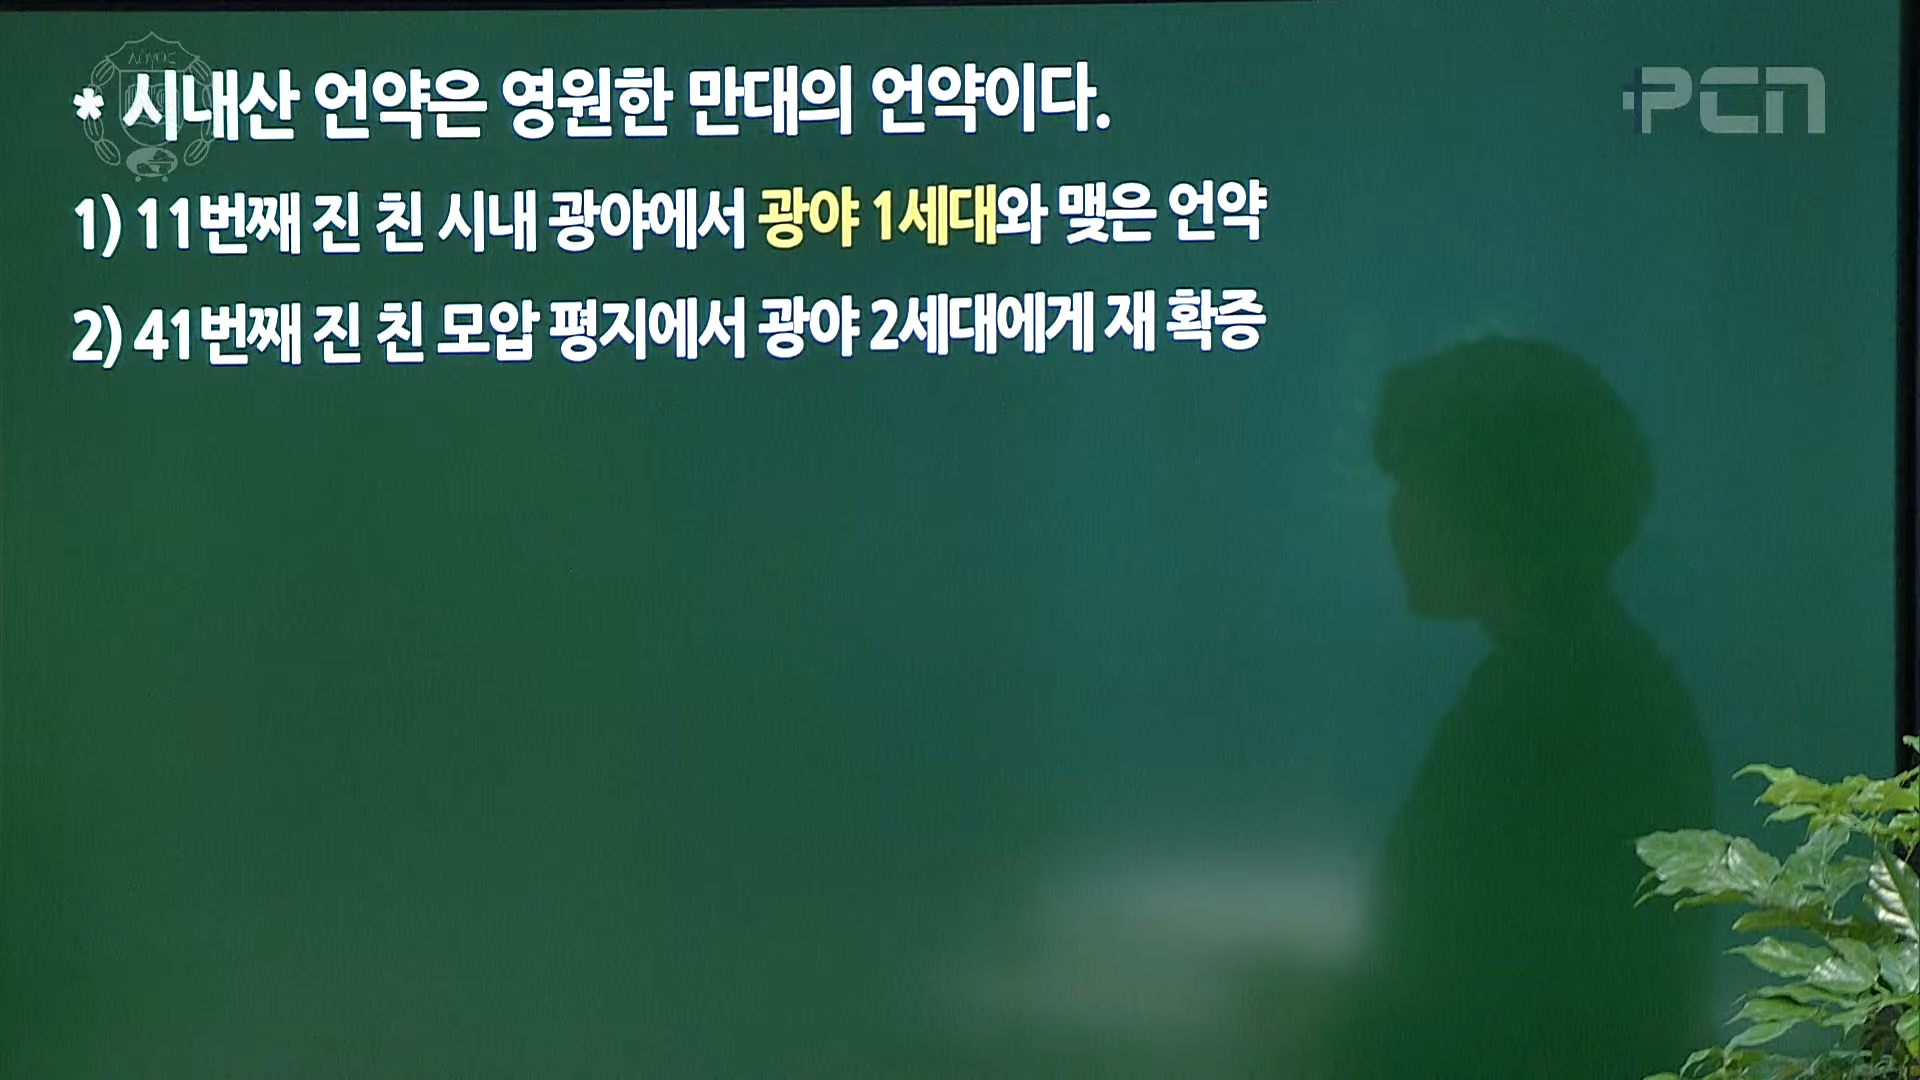 * 시내산 언약은 영원한 만대의 언약이다.
PCN
1) 11번째 진 친 시내 광야에서 광야 1세대와 맺은 언약
2) 41번째 진 친 모압 평지에서 광야 2세대에게 재 확증